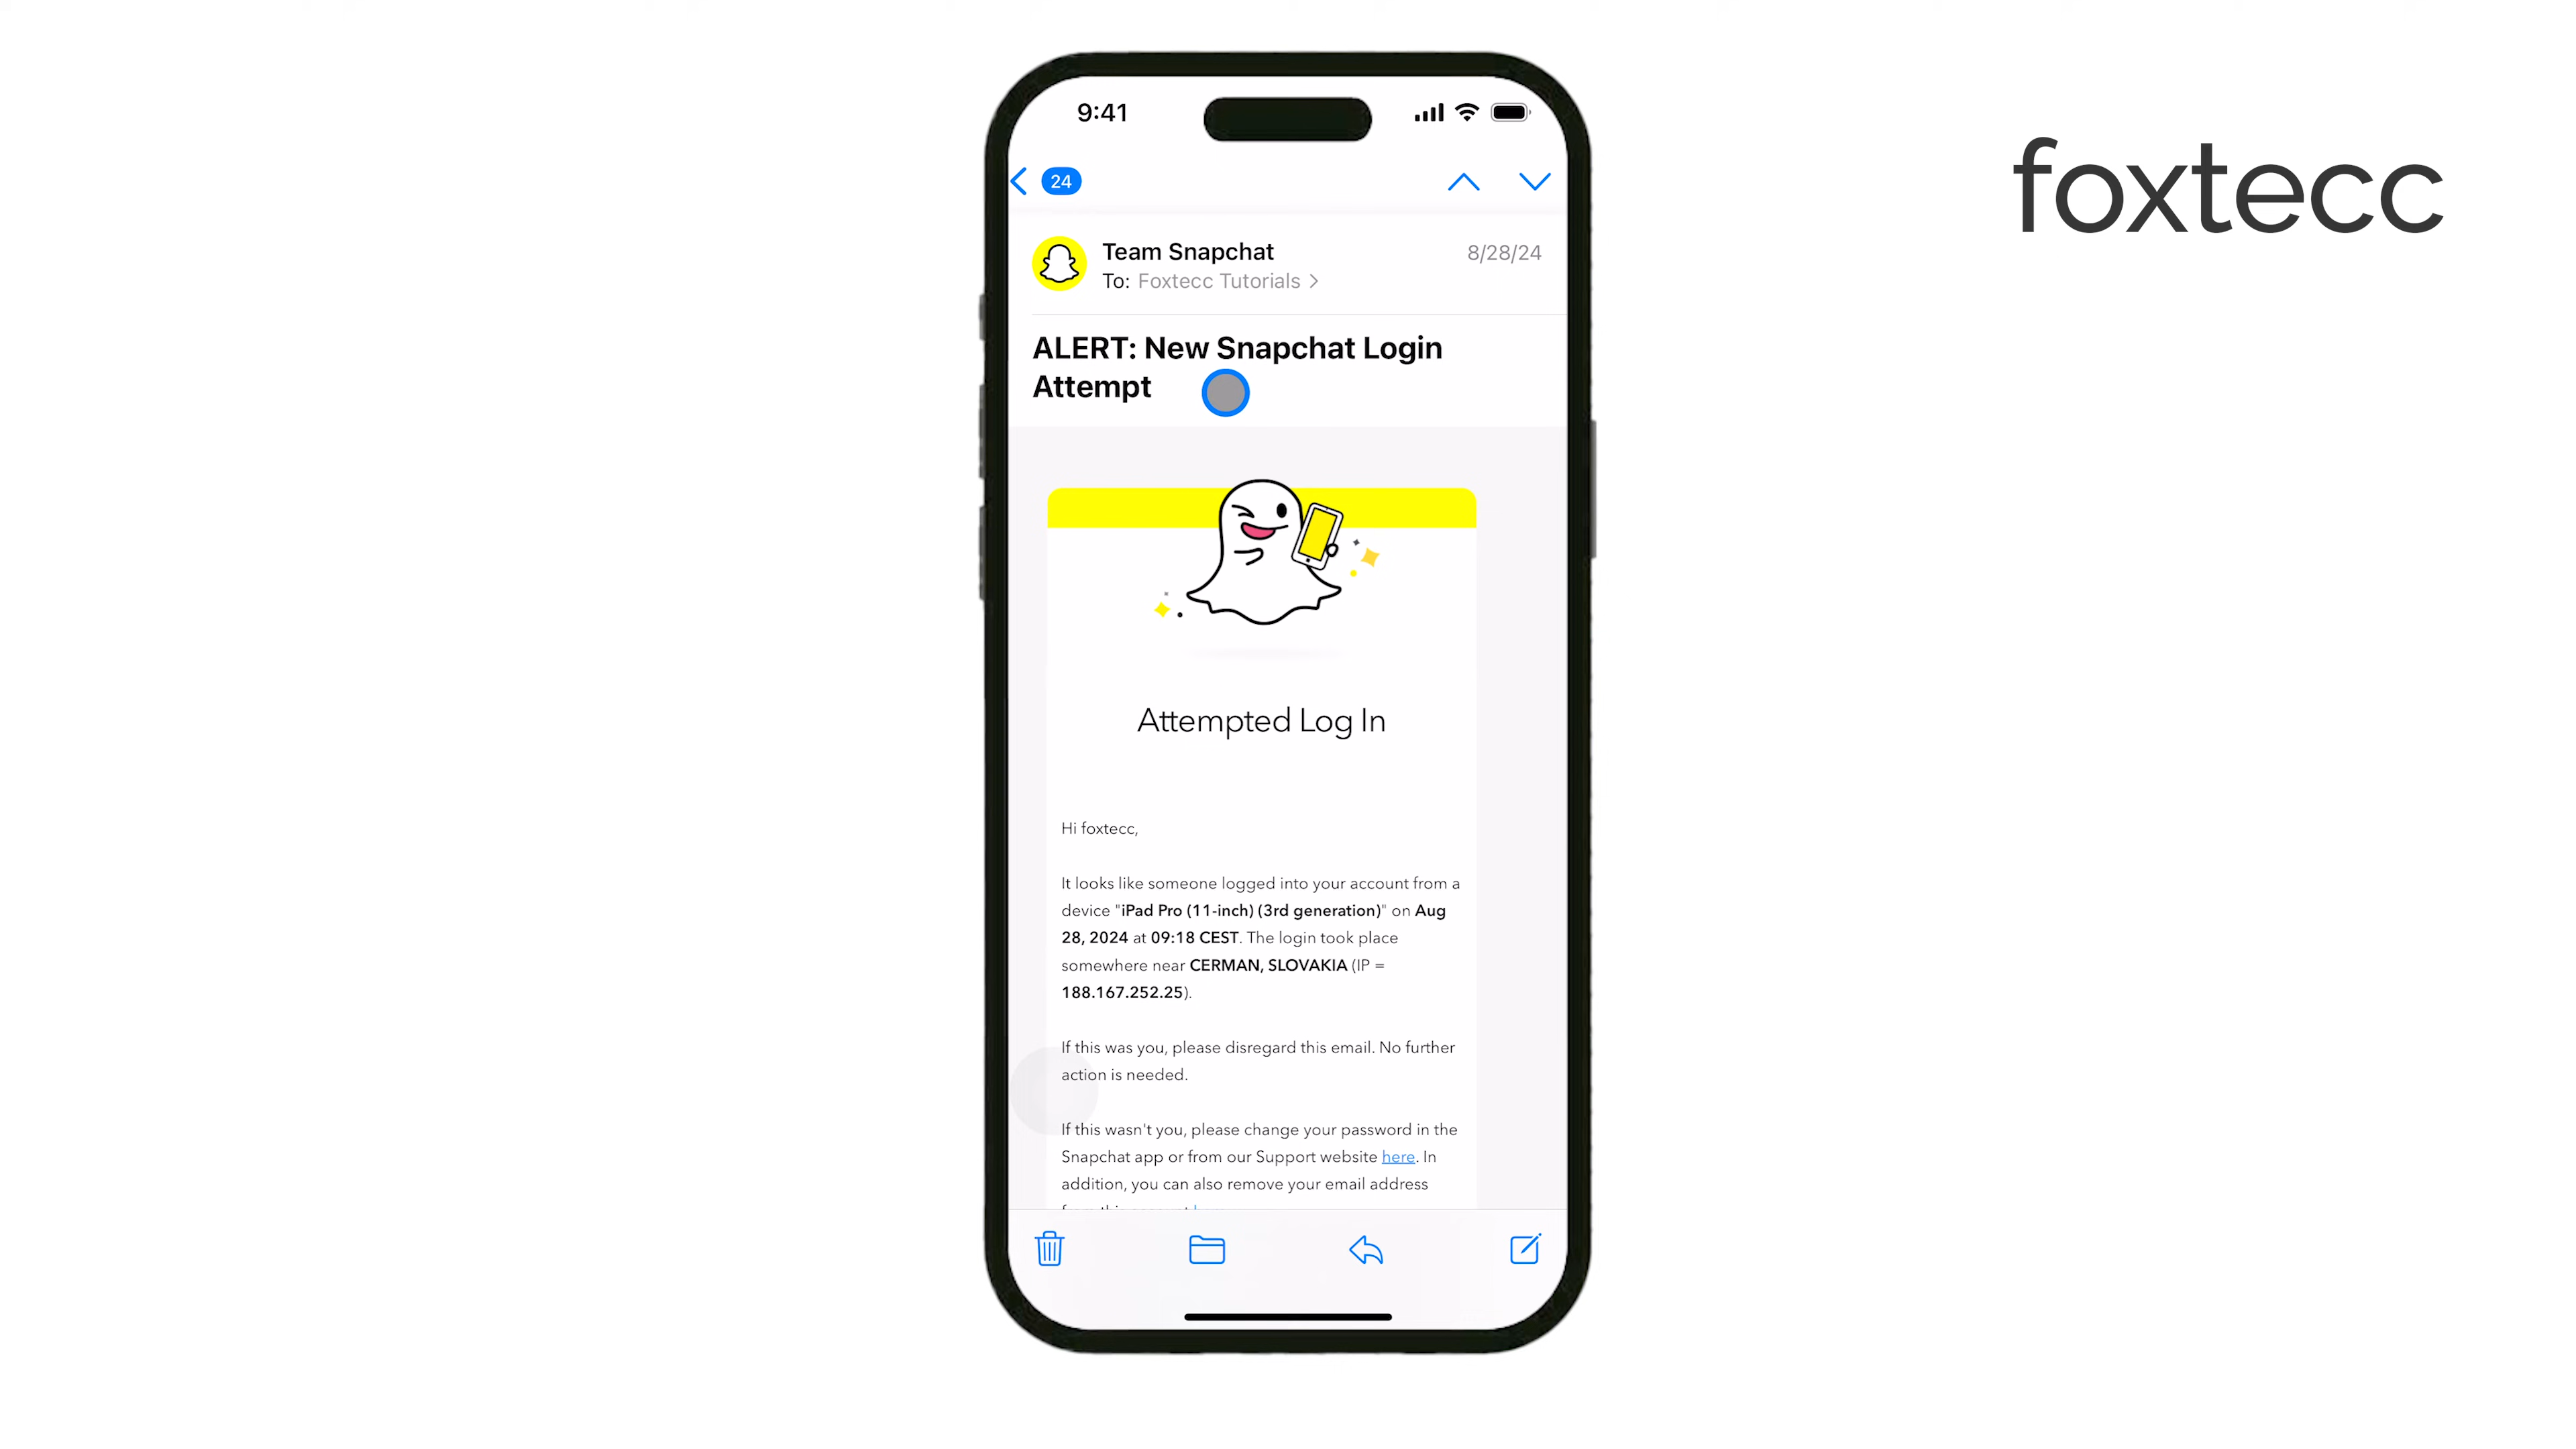 9:41
foxtecc
24
Team Snapchat
8/28/24
To: Foxtecc Tutorials
ALERT: New Snapchat Login
Attempt
Attempted Log In
Hi foxtecc,
It looks like someone logged into your account from a
device "iPad Pro (11-inch) (3rd generation)" on Aug
28, 2024 at 09:18 CEST. The login took place
somewhere near CERMAN, SLOVAKIA (IP =
188.167.252.25).
If this was you, please disregard this email. No further
action is needed.
If this wasn't you, please change your password in the
Snapchat app or from our Support website here. In
addition, you can also remove your email address